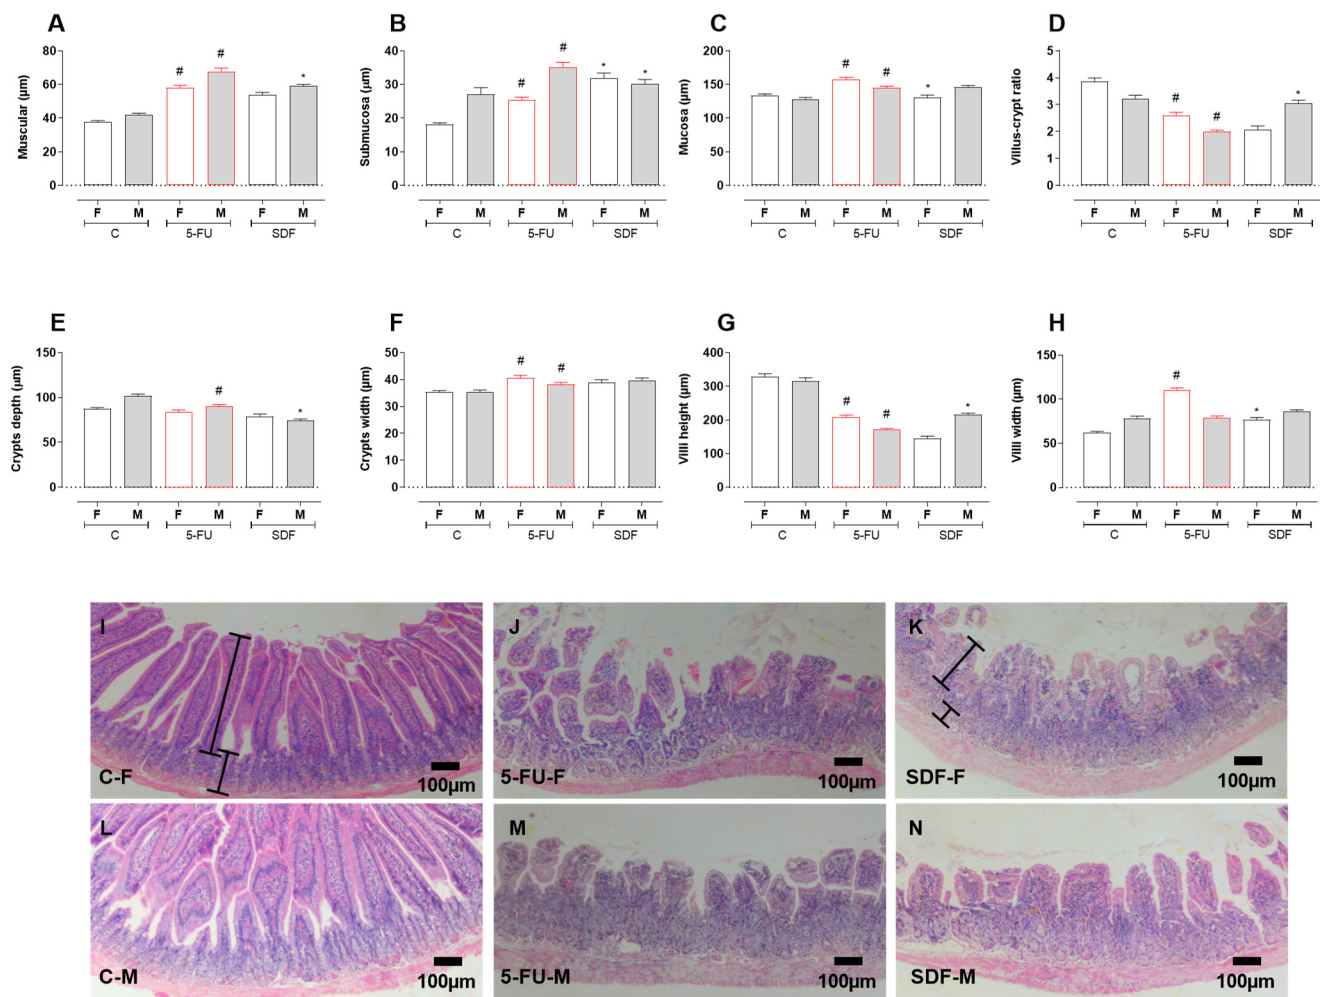 A
Muscular (µm)
80
60
40
20
0
#
#
*
F M F M F M
C 5-FU SDF
B
Submucosa (µm)
40
30
20
10
0
#
#
*
*
F M F M F M
C 5-FU SDF
C
Mucosa (µm)
200
150
100
50
0
#
#
*
F M F M F M
C 5-FU SDF
D
Villus-crypt ratio
5
4
3
2
1
0
#
#
*
F M F M F M
C 5-FU SDF
E
Crypts depth (µm)
150
100
50
0
#
*
F M F M F M
C 5-FU SDF
F
Crypts width (µm)
50
40
30
20
10
0
#
#
F M F M F M
C 5-FU SDF
G
Villi height (µm)
400
300
200
100
0
#
#
*
F M F M F M
C 5-FU SDF
H
Villi width (µm)
150
100
50
0
#
*
F M F M F M
C 5-FU SDF
I
C-F
100µm
J
5-FU-F
100µm
K
SDF-F
100µm
L
C-M
100µm
M
5-FU-M
100µm
N
SDF-M
100µm